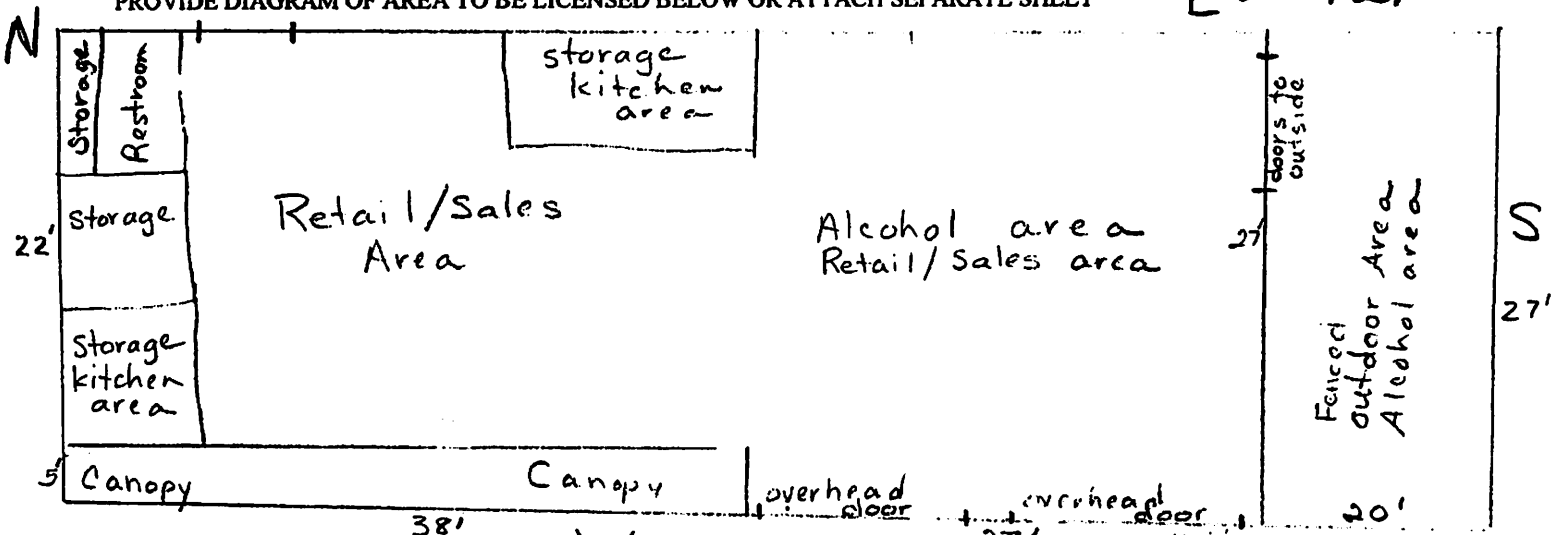 PROVIDE DIAGRAM OF AREA TO BE LICENSED BELOW OR ATTACH SEPARATE SHEET
N
Storage
Restroom
storage
kitchen
area
doors to
outside
Storage
Retail/Sales
Area
Alcohol area
Retail/Sales area
22'
27'
Fenced
outdoor Area
Alcohol area
S
27'
Storage
kitchen
area
5'
Canopy
Canopy
overhead
door
overhead
door
20'
38'